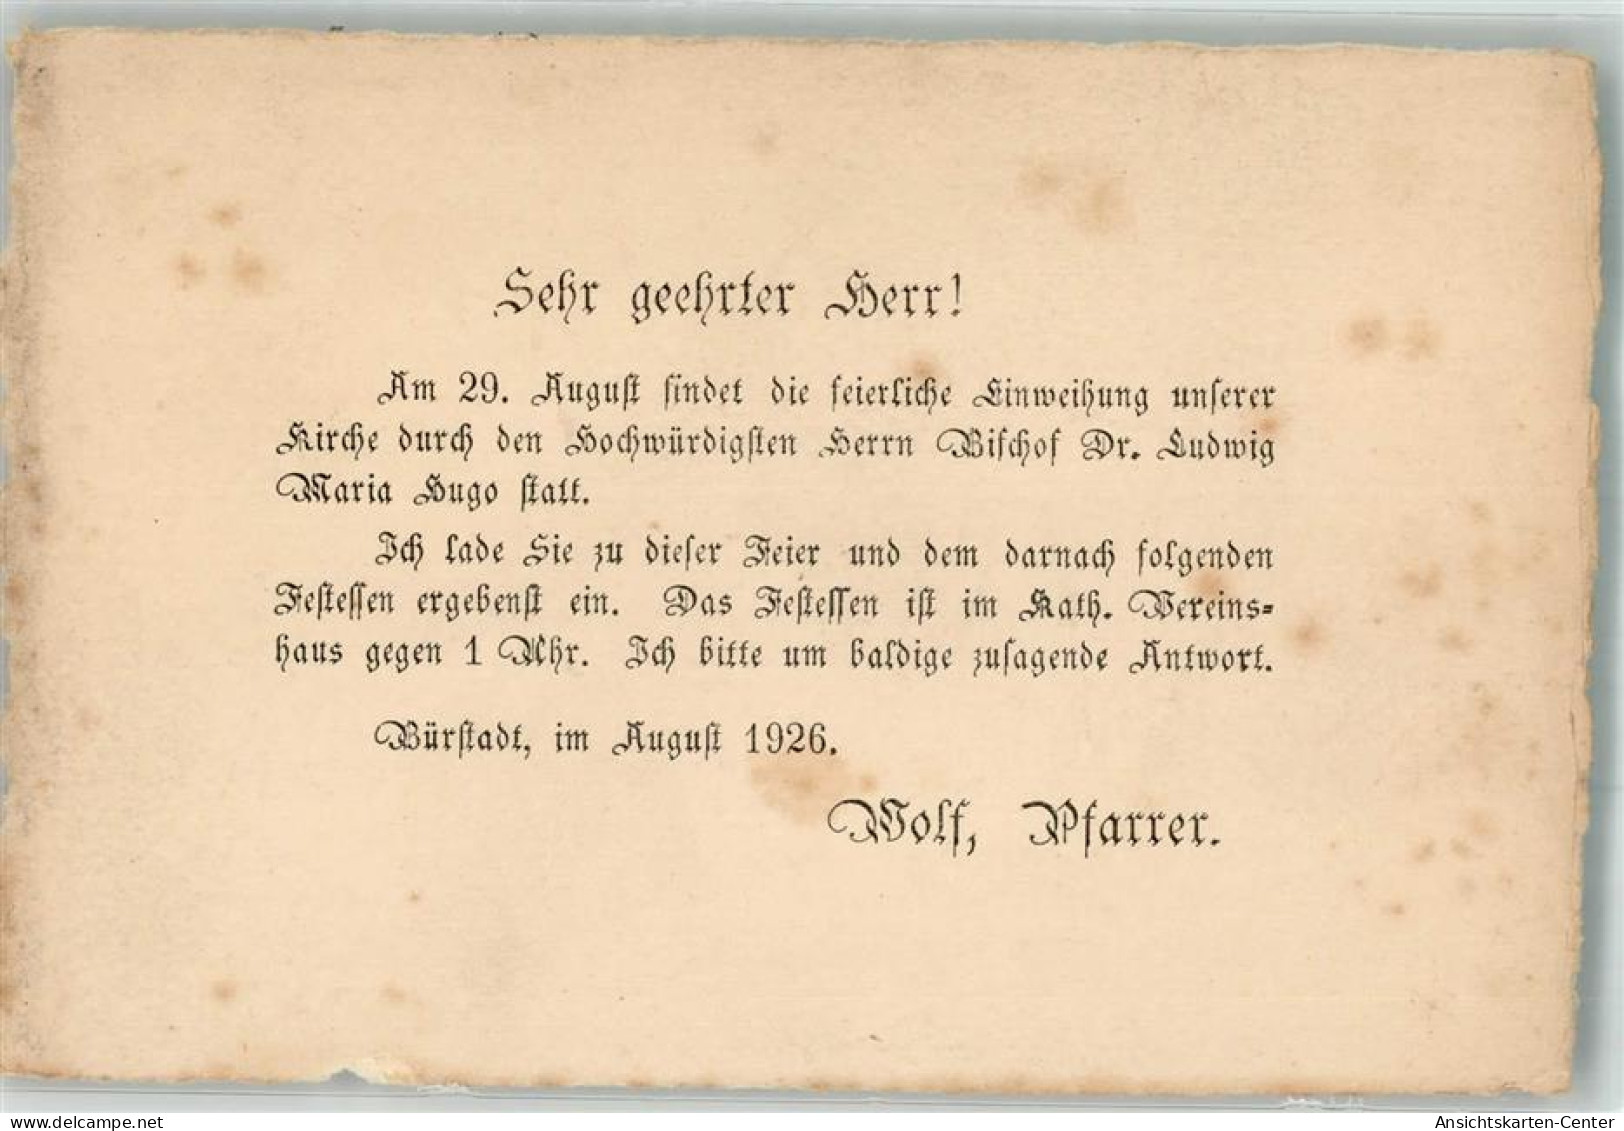 Sehr geehrter Herr!
Am 29. August findet die feierliche Einweihung unserer
Kirche durch den Hochwürdigsten Herrn Bischof Dr. Ludwig
Maria Hugo statt.
Ich lade Sie zu dieser Feier und dem darnach folgenden
Festessen ergebenst ein. Das Festessen ist im Kath. Vereins=
haus gegen 1 Uhr. Ich bitte um baldige zusagende Antwort.
Bürstadt, im August 1926.
Wolf, Pfarrer.
delcampe.net
Ansichtskarten-Center